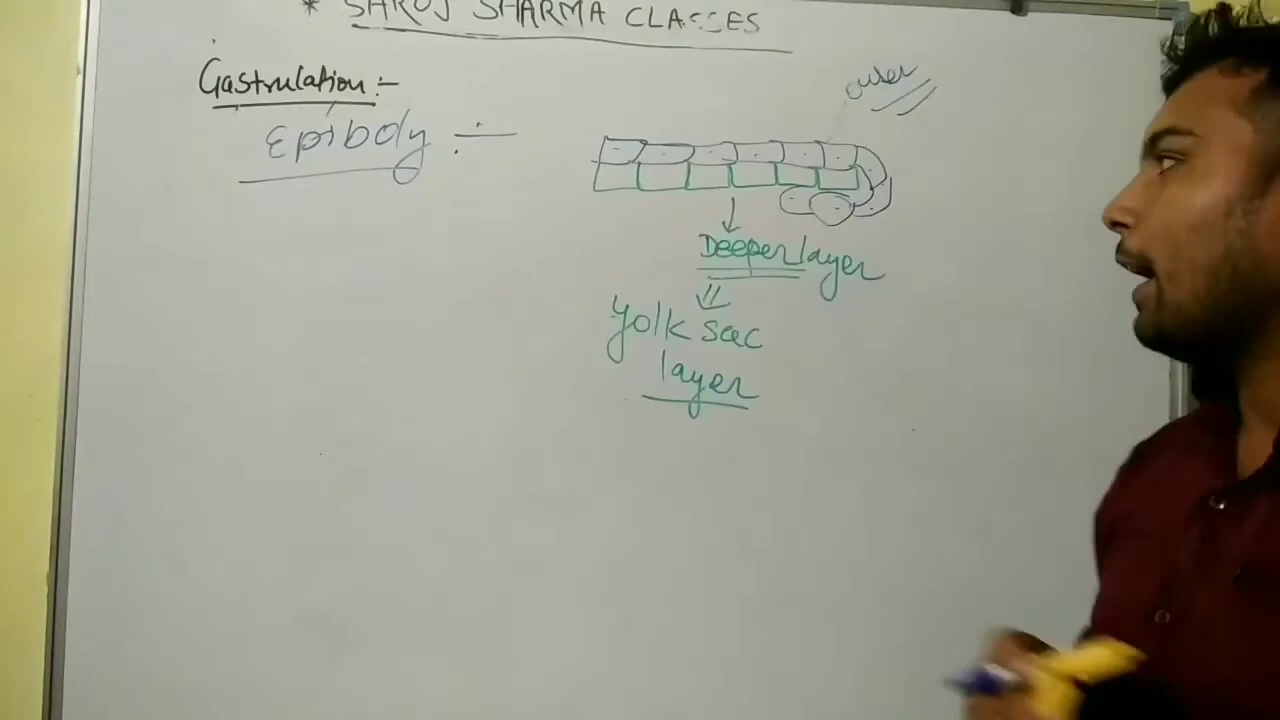 * SAROJ SHARMA CLASSES
Gastrulation :-
Epiboly :-
outer
Deeper layer
Yolk sac
layer